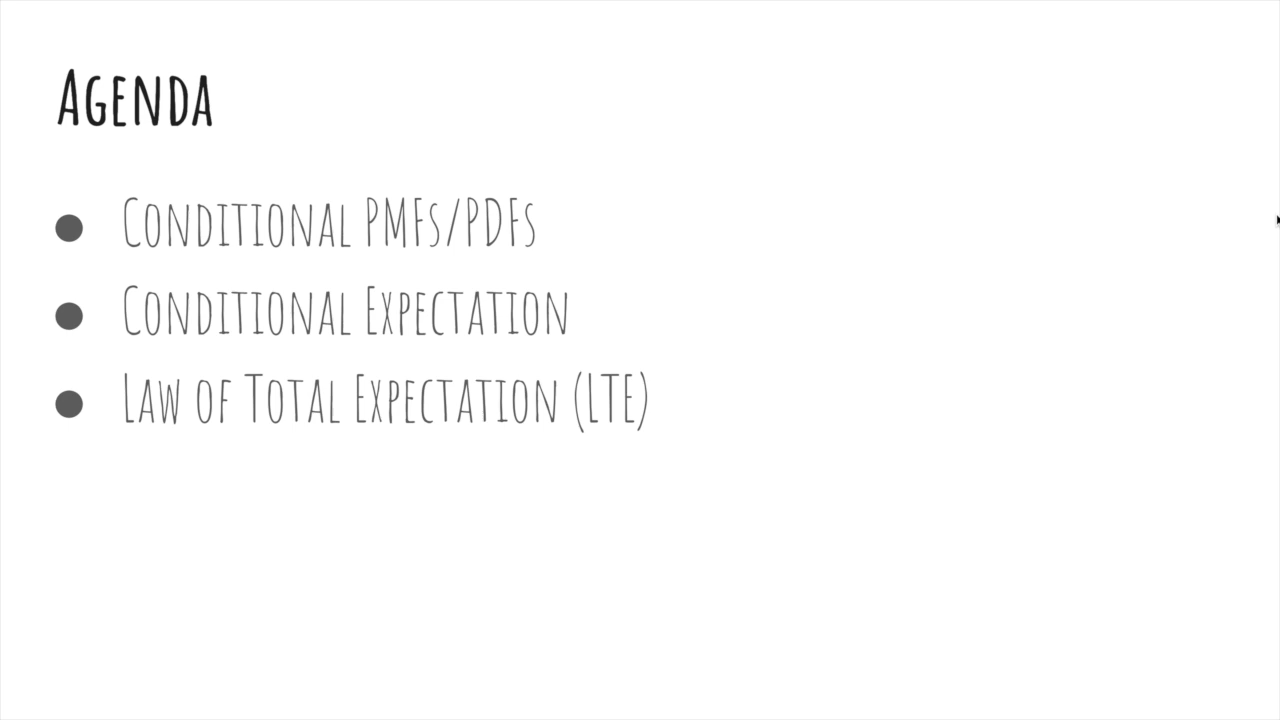 Agenda
Conditional PMFs/PDFs
Conditional Expectation
Law of Total Expectation (LTE)